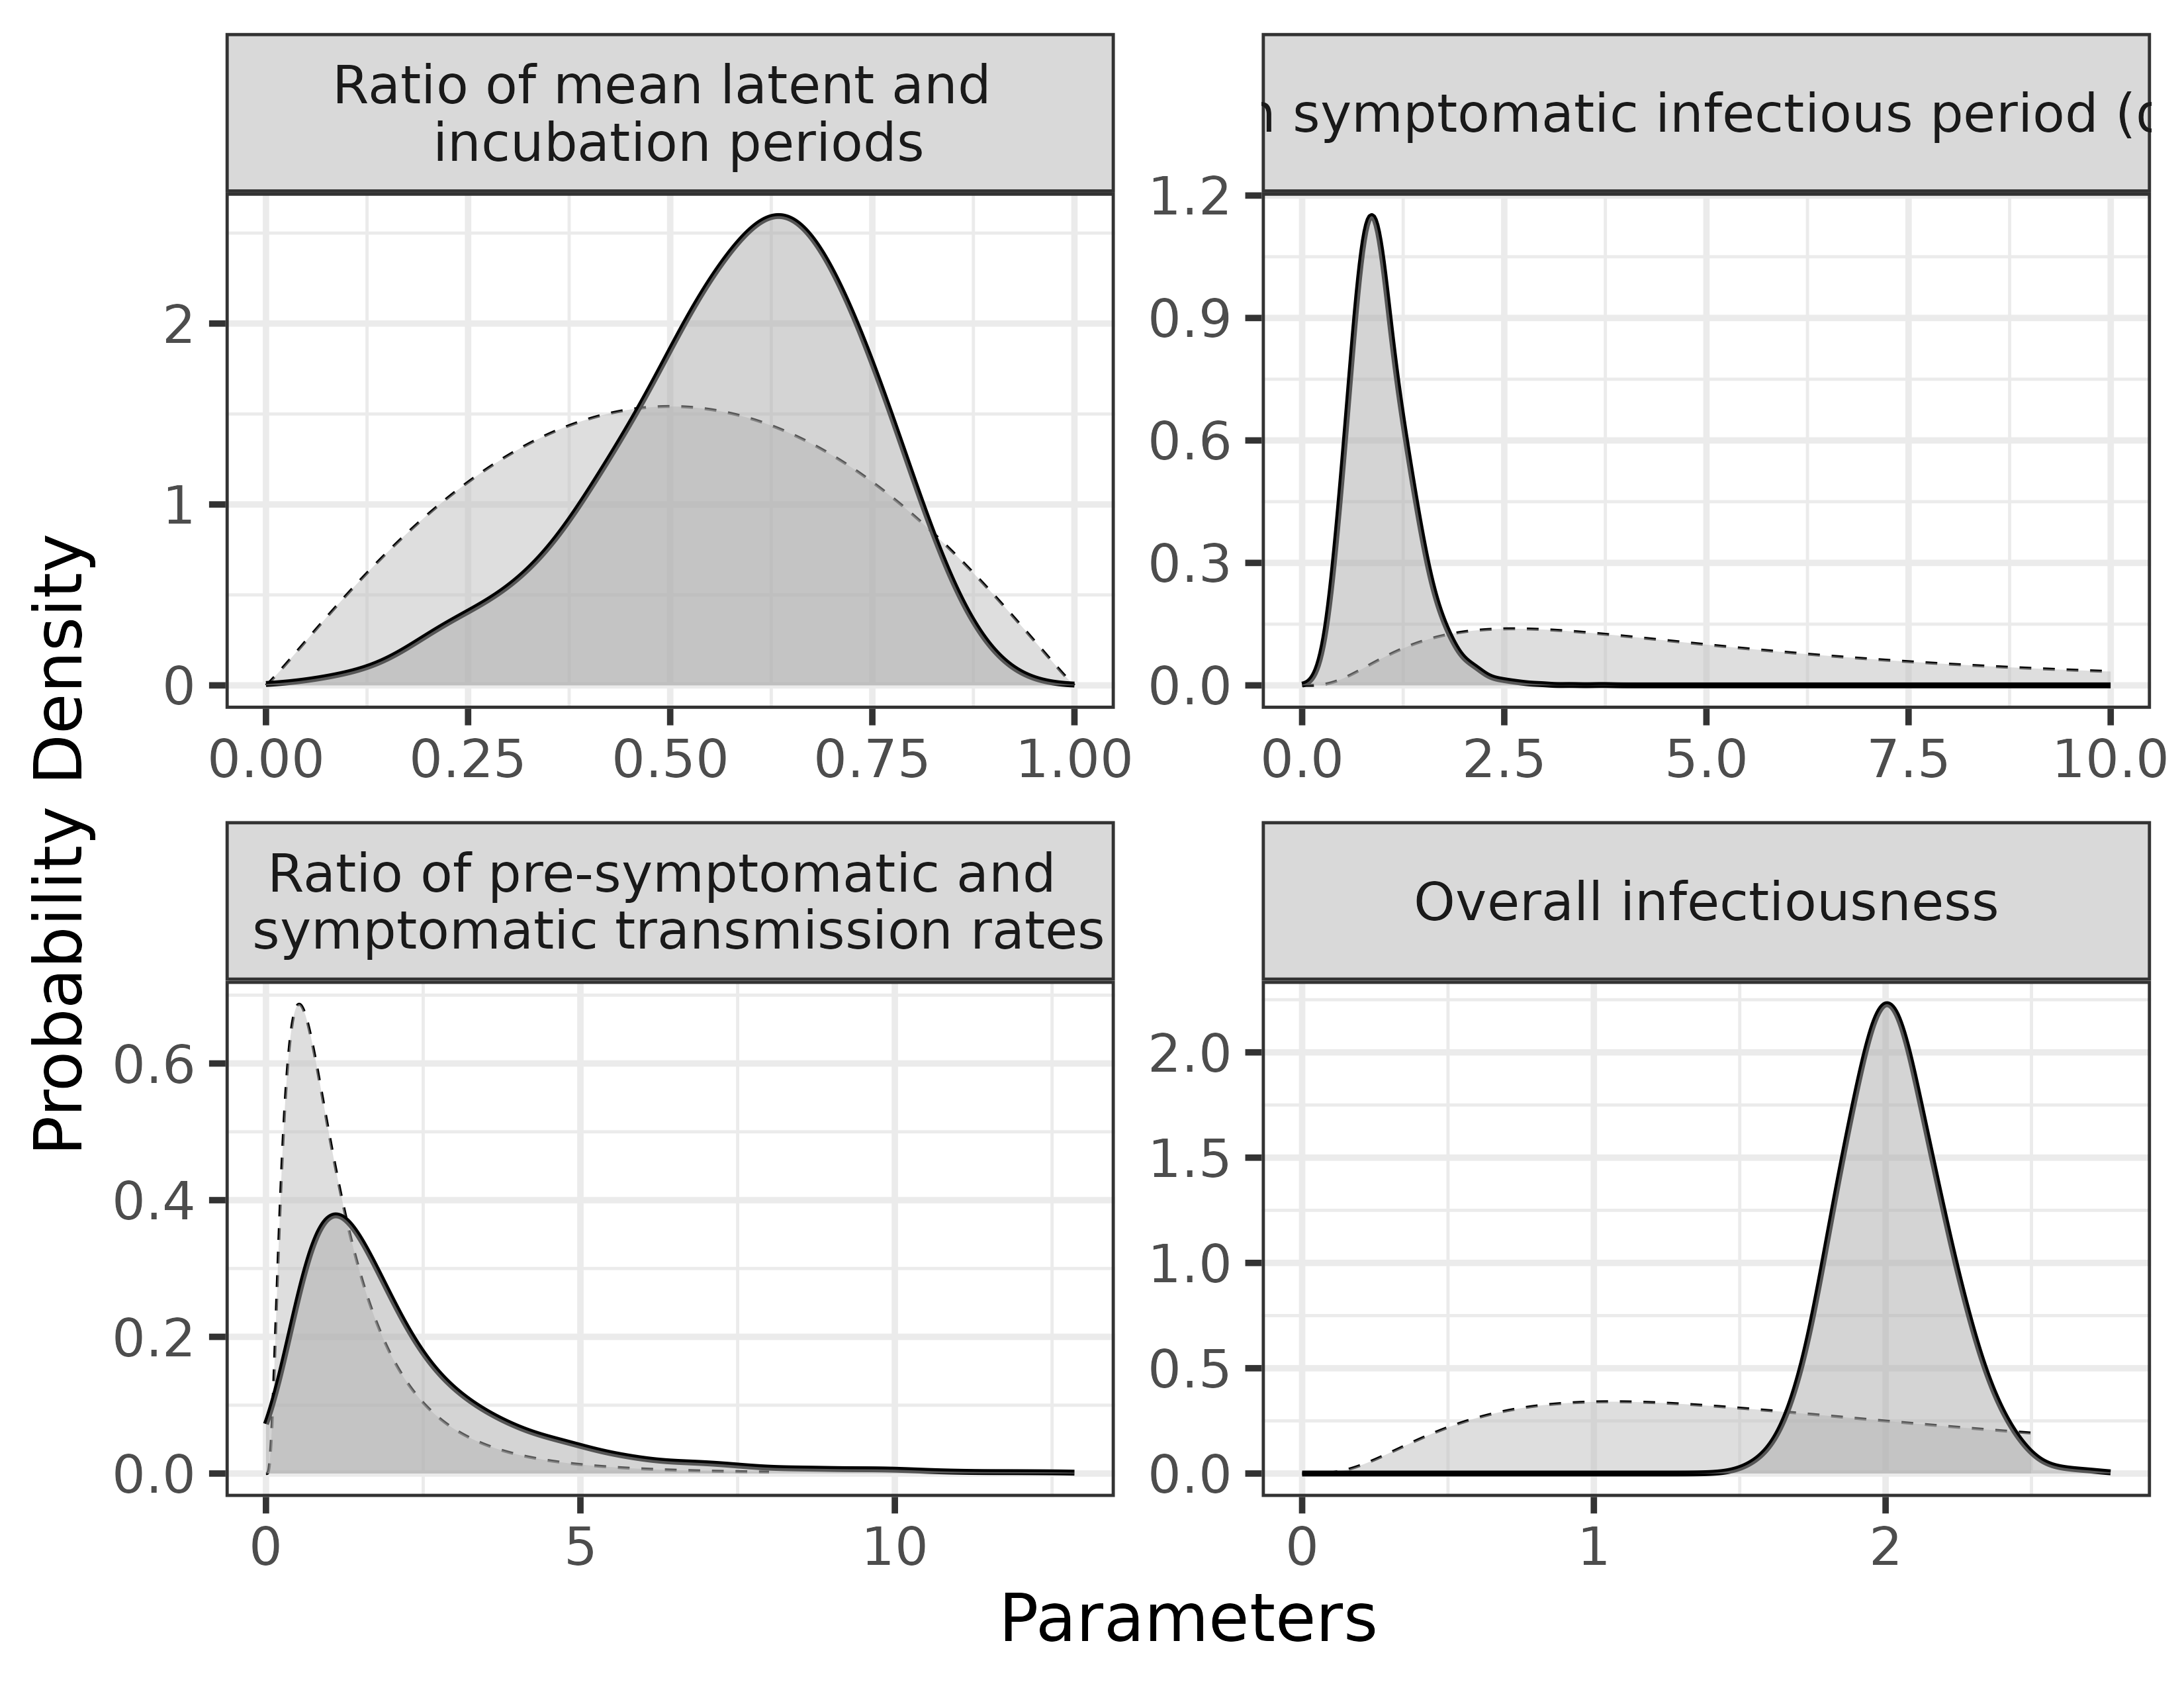 Ratio of mean latent and
incubation periods
symptomatic infectious period
1.2
0.9
0.6
0.3
0.0
2
1
0
0.00 0.25 0.50 0.75 1.00
0.0 2.5 5.0 7.5 10.0
Probability Density
Ratio of pre-symptomatic and
symptomatic transmission rates
Overall infectiousness
0.6
0.4
0.2
0.0
2.0
1.5
1.0
0.5
0.0
0 5 10
0 1 2
Parameters